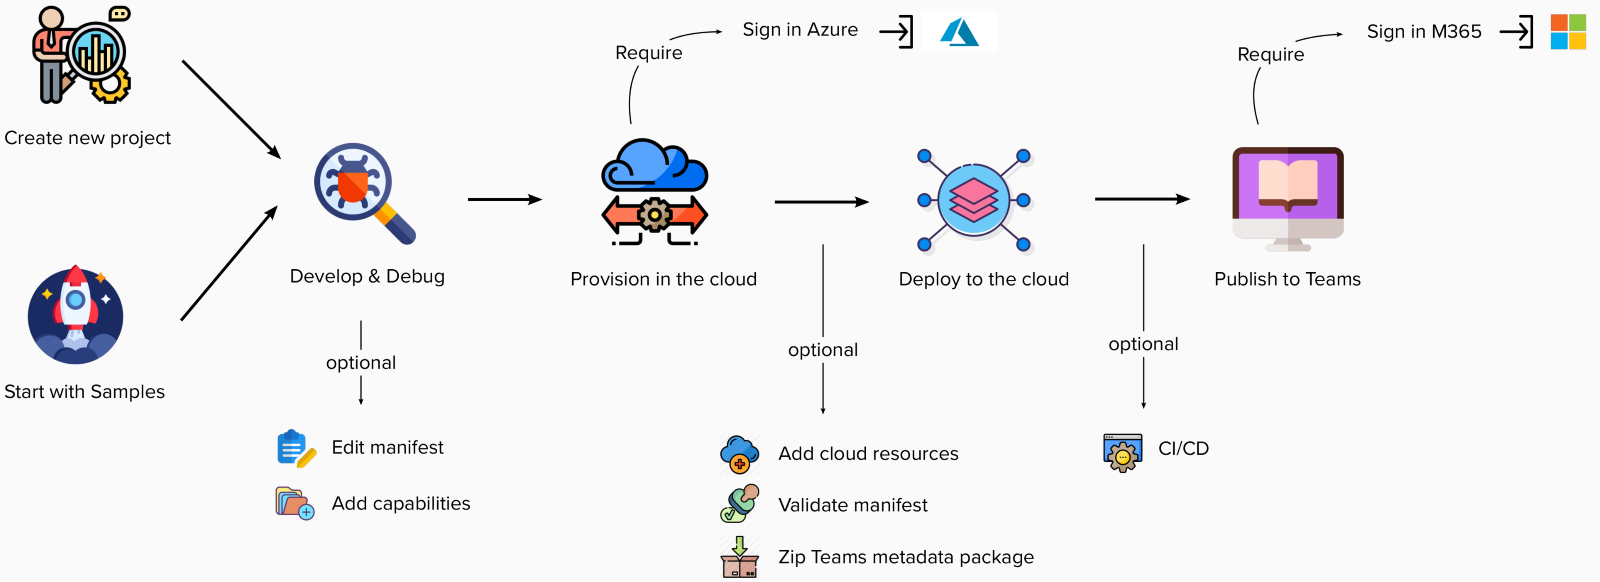 Create new project
Start with Samples
Develop & Debug
optional
Edit manifest
Add capabilities
Require
Sign in Azure
Provision in the cloud
optional
Add cloud resources
Validate manifest
Zip Teams metadata package
Deploy to the cloud
optional
CI/CD
Require
Sign in M365
Publish to Teams